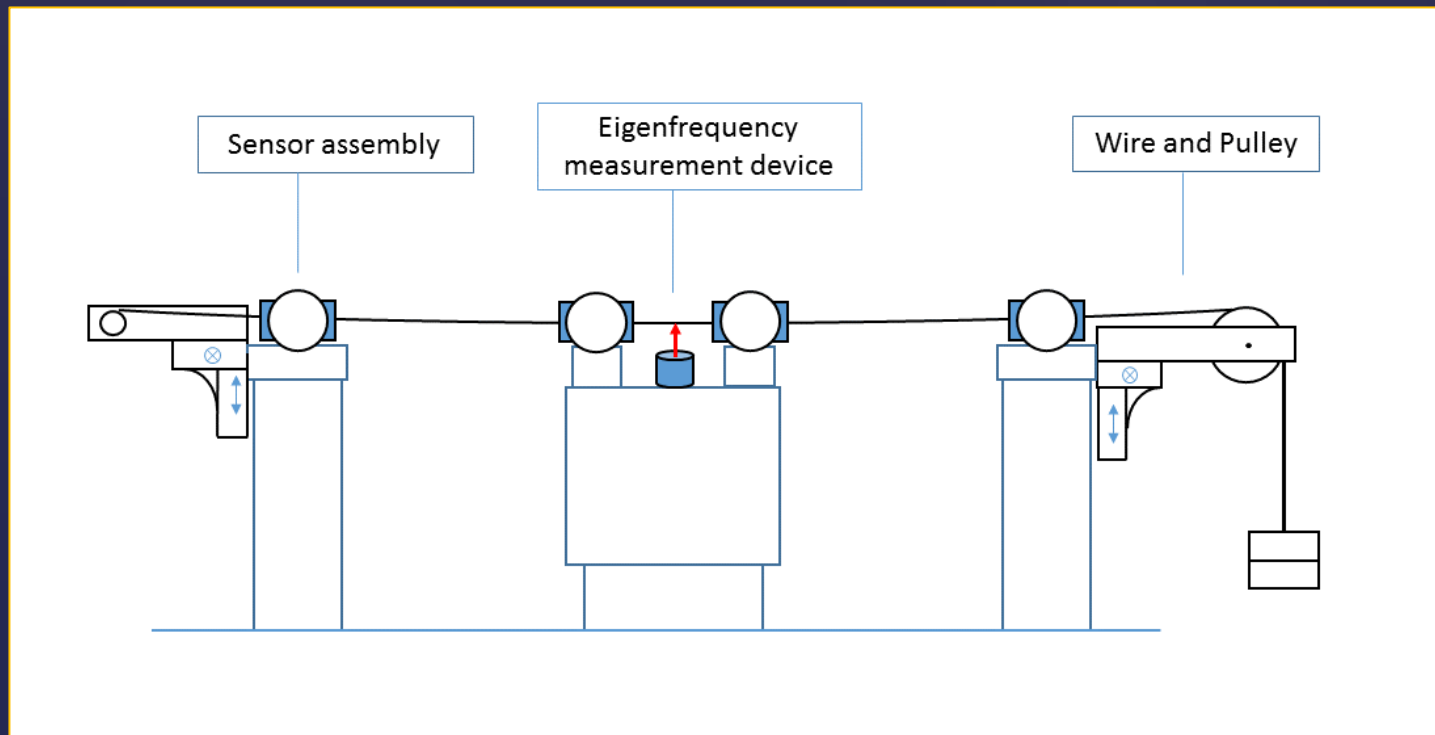 Sensor assembly
Eigenfrequency
measurement device
Wire and Pulley